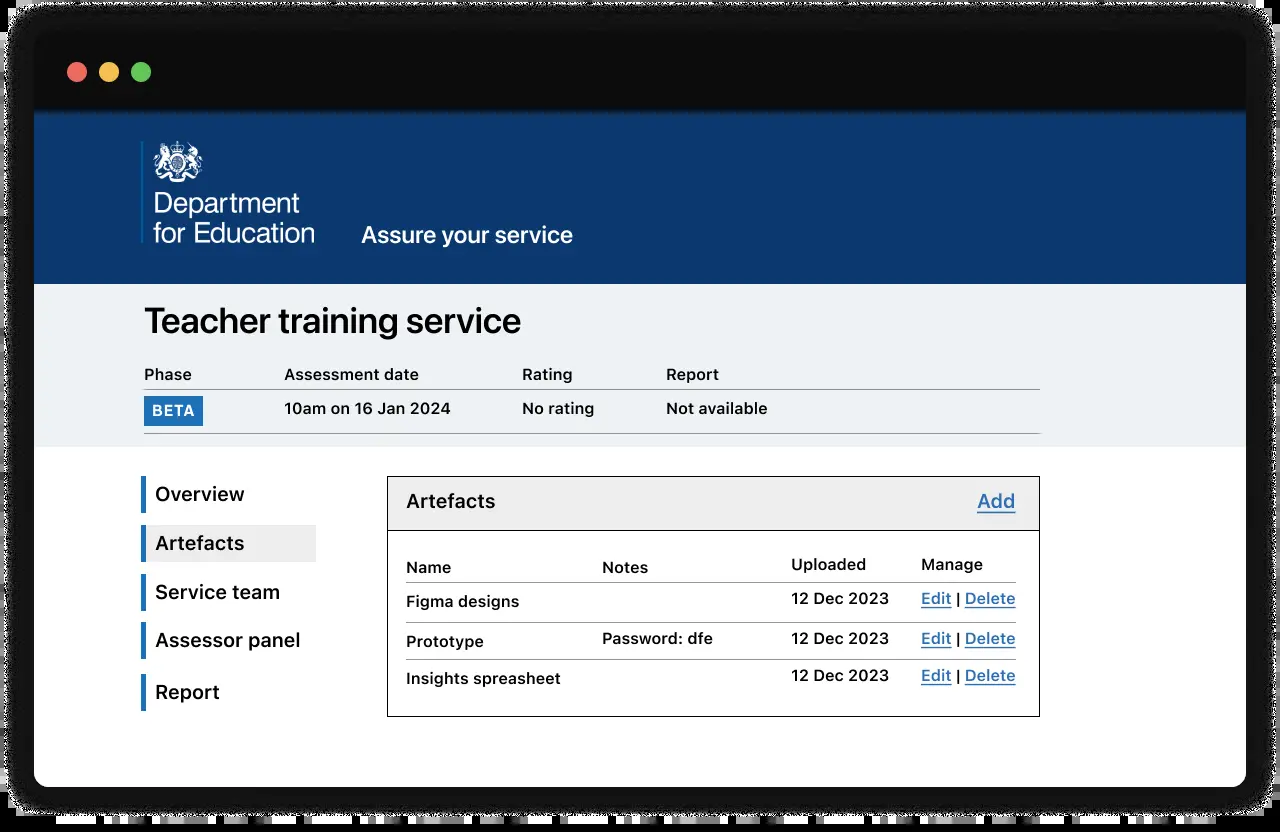 Department
for Education
Assure your service
Teacher training service
Phase Assessment date Rating Report
BETA 10am on 16 Jan 2024 No rating Not available
Overview
Artefacts
Service team
Assessor panel
Report
Artefacts Add
Name Notes Uploaded Manage
Figma designs 12 Dec 2023 Edit | Delete
Prototype Password: dfe 12 Dec 2023 Edit | Delete
Insights spreasheet 12 Dec 2023 Edit | Delete